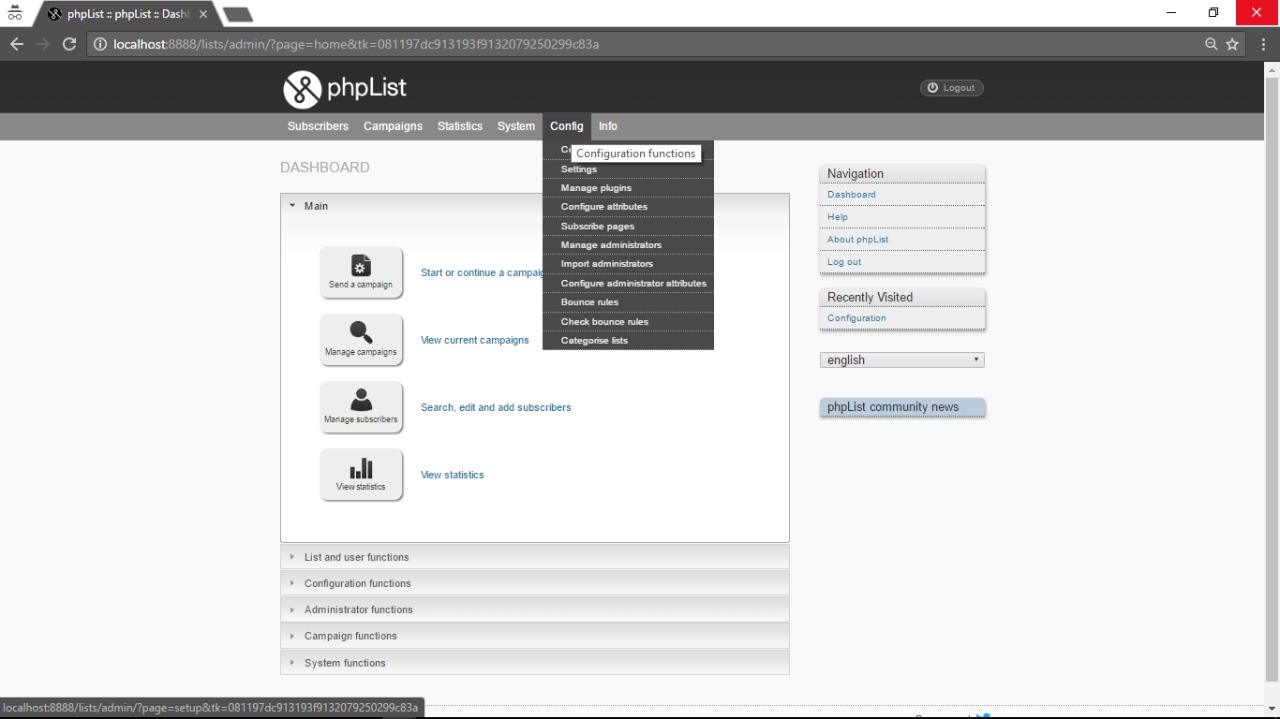 phpList :: phpList :: Dash
localhost:8888/lists/admin/?page=home&tk=081197dc913193f9132079250299c83a
phpList
Logout
Subscribers Campaigns Statistics System Config Info
Configuration functions
DASHBOARD
Settings
Manage plugins
Configure attributes
Subscribe pages
Manage administrators
Import administrators
Configure administrator attributes
Bounce rules
Check bounce rules
Categorise lists
Main
Send a campaign
Start or continue a campaig
Manage campaigns
View current campaigns
Manage subscribers
Search, edit and add subscribers
View statistics
View statistics
List and user functions
Configuration functions
Administrator functions
Campaign functions
System functions
Navigation
Dashboard
Help
About phpList
Log out
Recently Visited
Configuration
english
phpList community news
localhost:8888/lists/admin/?page=setup&tk=081197dc913193f9132079250299c83a